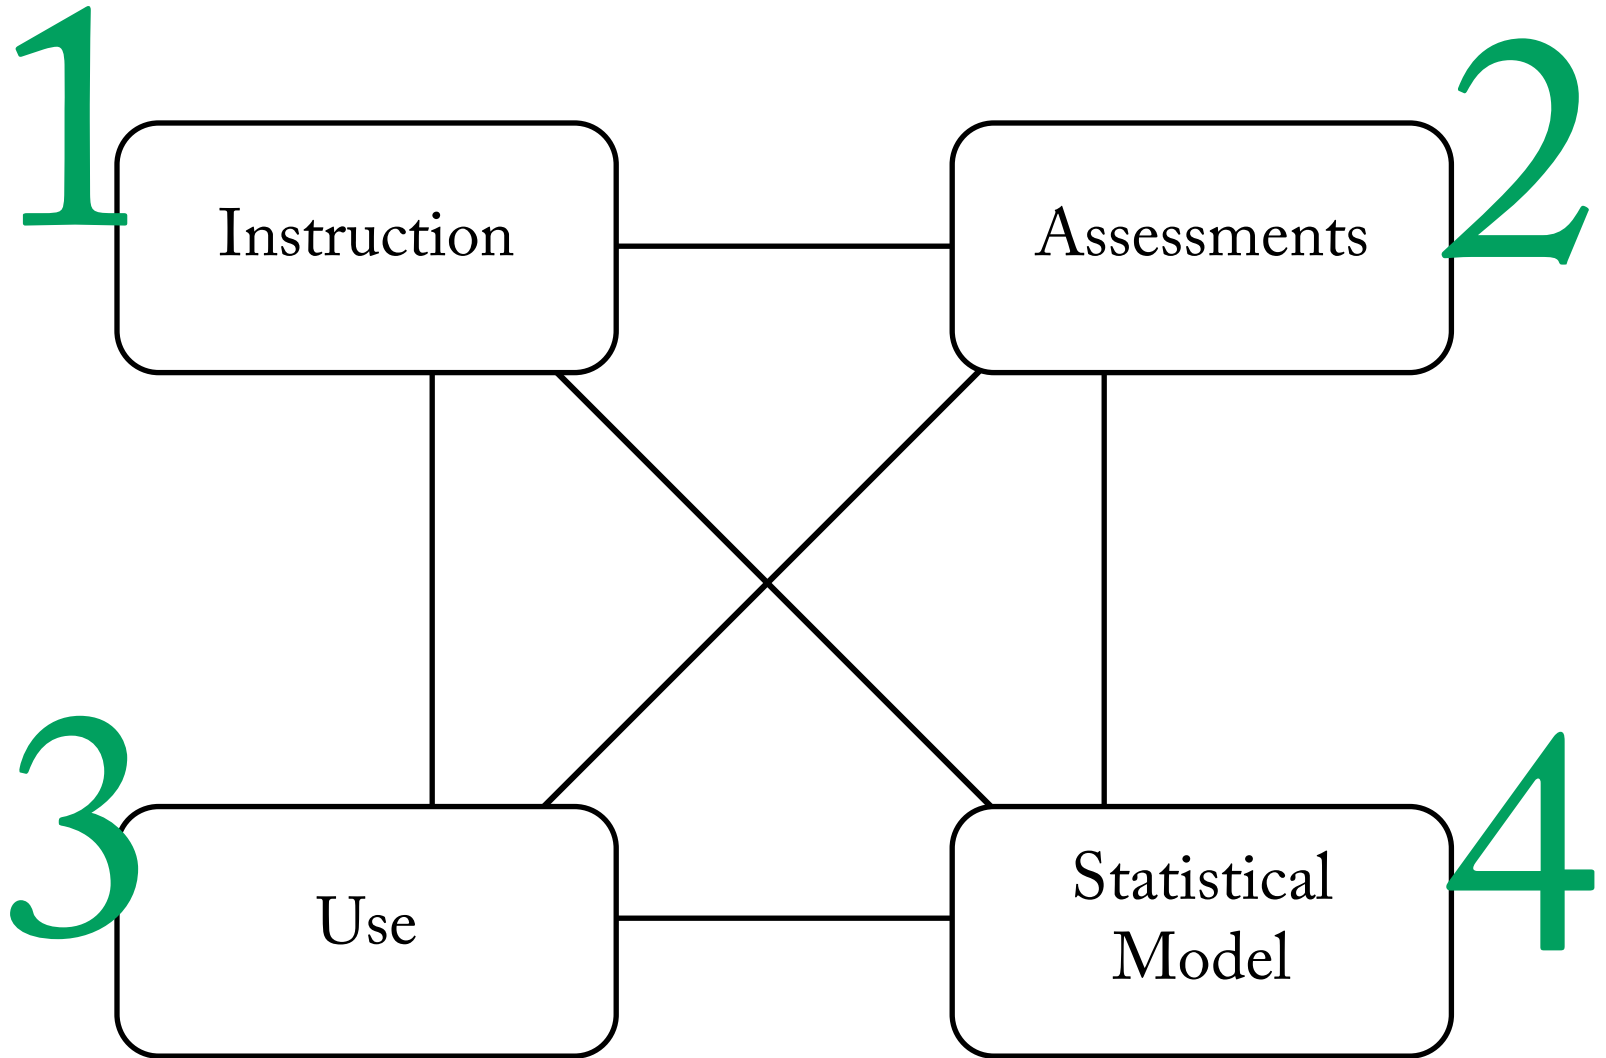 1
2
Instruction
Assessments
3
4
Use
Statistical
Model